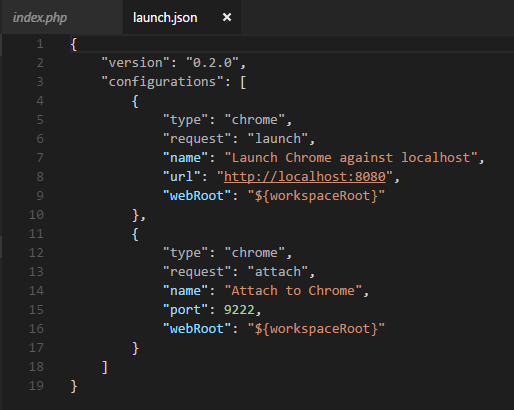 index.php launch.json ×
1 {
2 "version": "0.2.0",
3 "configurations": [
4 {
5 "type": "chrome",
6 "request": "launch",
7 "name": "Launch Chrome against localhost",
8 "url": "http://localhost:8080",
9 "webRoot": "${workspaceRoot}"
10 },
11 {
12 "type": "chrome",
13 "request": "attach",
14 "name": "Attach to Chrome",
15 "port": 9222,
16 "webRoot": "${workspaceRoot}"
17 }
18 ]
19 }